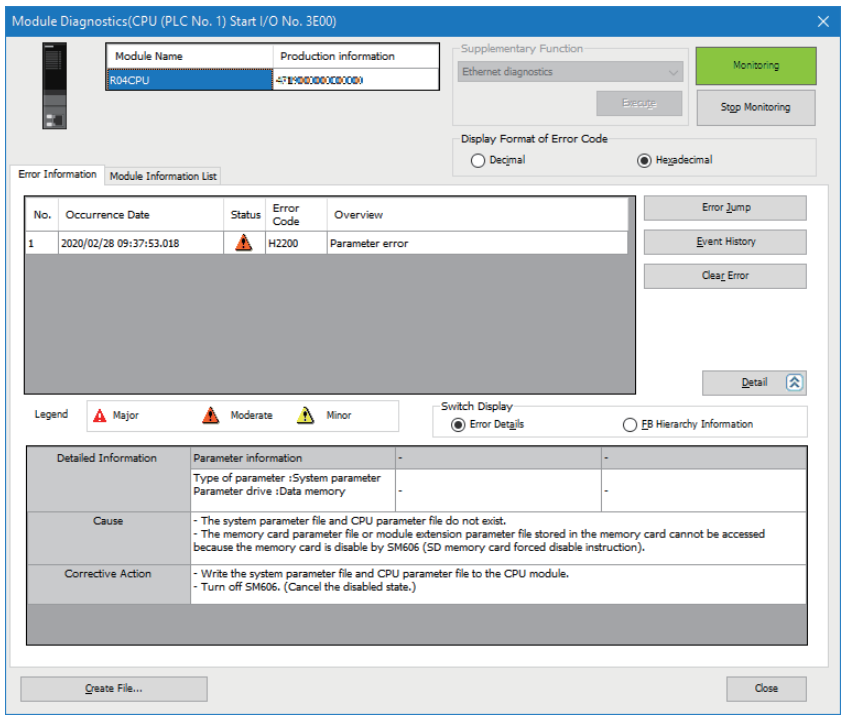 Module Diagnostics(CPU (PLC No. 1) Start I/O No. 3E00)
Module Name Production information
R04CPU
Supplementary Function
Ethernet diagnostics
Execute
Monitoring
Stop Monitoring
Display Format of Error Code
Decimal Hexadecimal
Error Information Module Information List
No. Occurrence Date Status Error Code Overview
1 2020/02/28 09:37:53.018 H2200 Parameter error
Error Jump
Event History
Clear Error
Detail
Legend Major Moderate Minor
Switch Display
Error Details FB Hierarchy Information
Detailed Information Parameter information - -
Type of parameter :System parameter
Parameter drive :Data memory - -
Cause - The system parameter file and CPU parameter file do not exist.
- The memory card parameter file or module extension parameter file stored in the memory card cannot be accessed
because the memory card is disable by SM606 (SD memory card forced disable instruction).
Corrective Action - Write the system parameter file and CPU parameter file to the CPU module.
- Turn off SM606. (Cancel the disabled state.)
Create File... Close